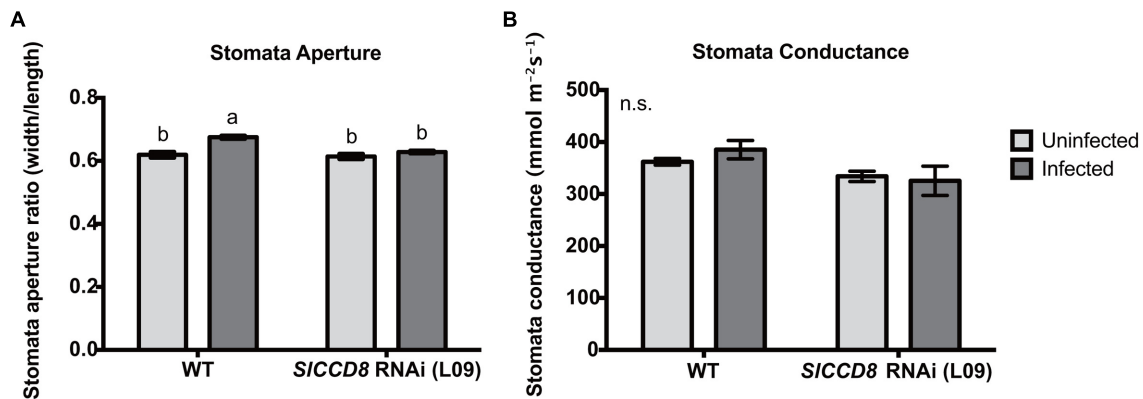 A
Stomata Aperture
Stomata aperture ratio (width/length)
0.8
0.6
0.4
0.2
0.0
b
a
b
b
WT
SlCCD8 RNAi (L09)
B
Stomata Conductance
Stomata conductance (mmol m⁻²s⁻¹)
500
400
300
200
100
0
n.s.
WT
SlCCD8 RNAi (L09)
Uninfected
Infected